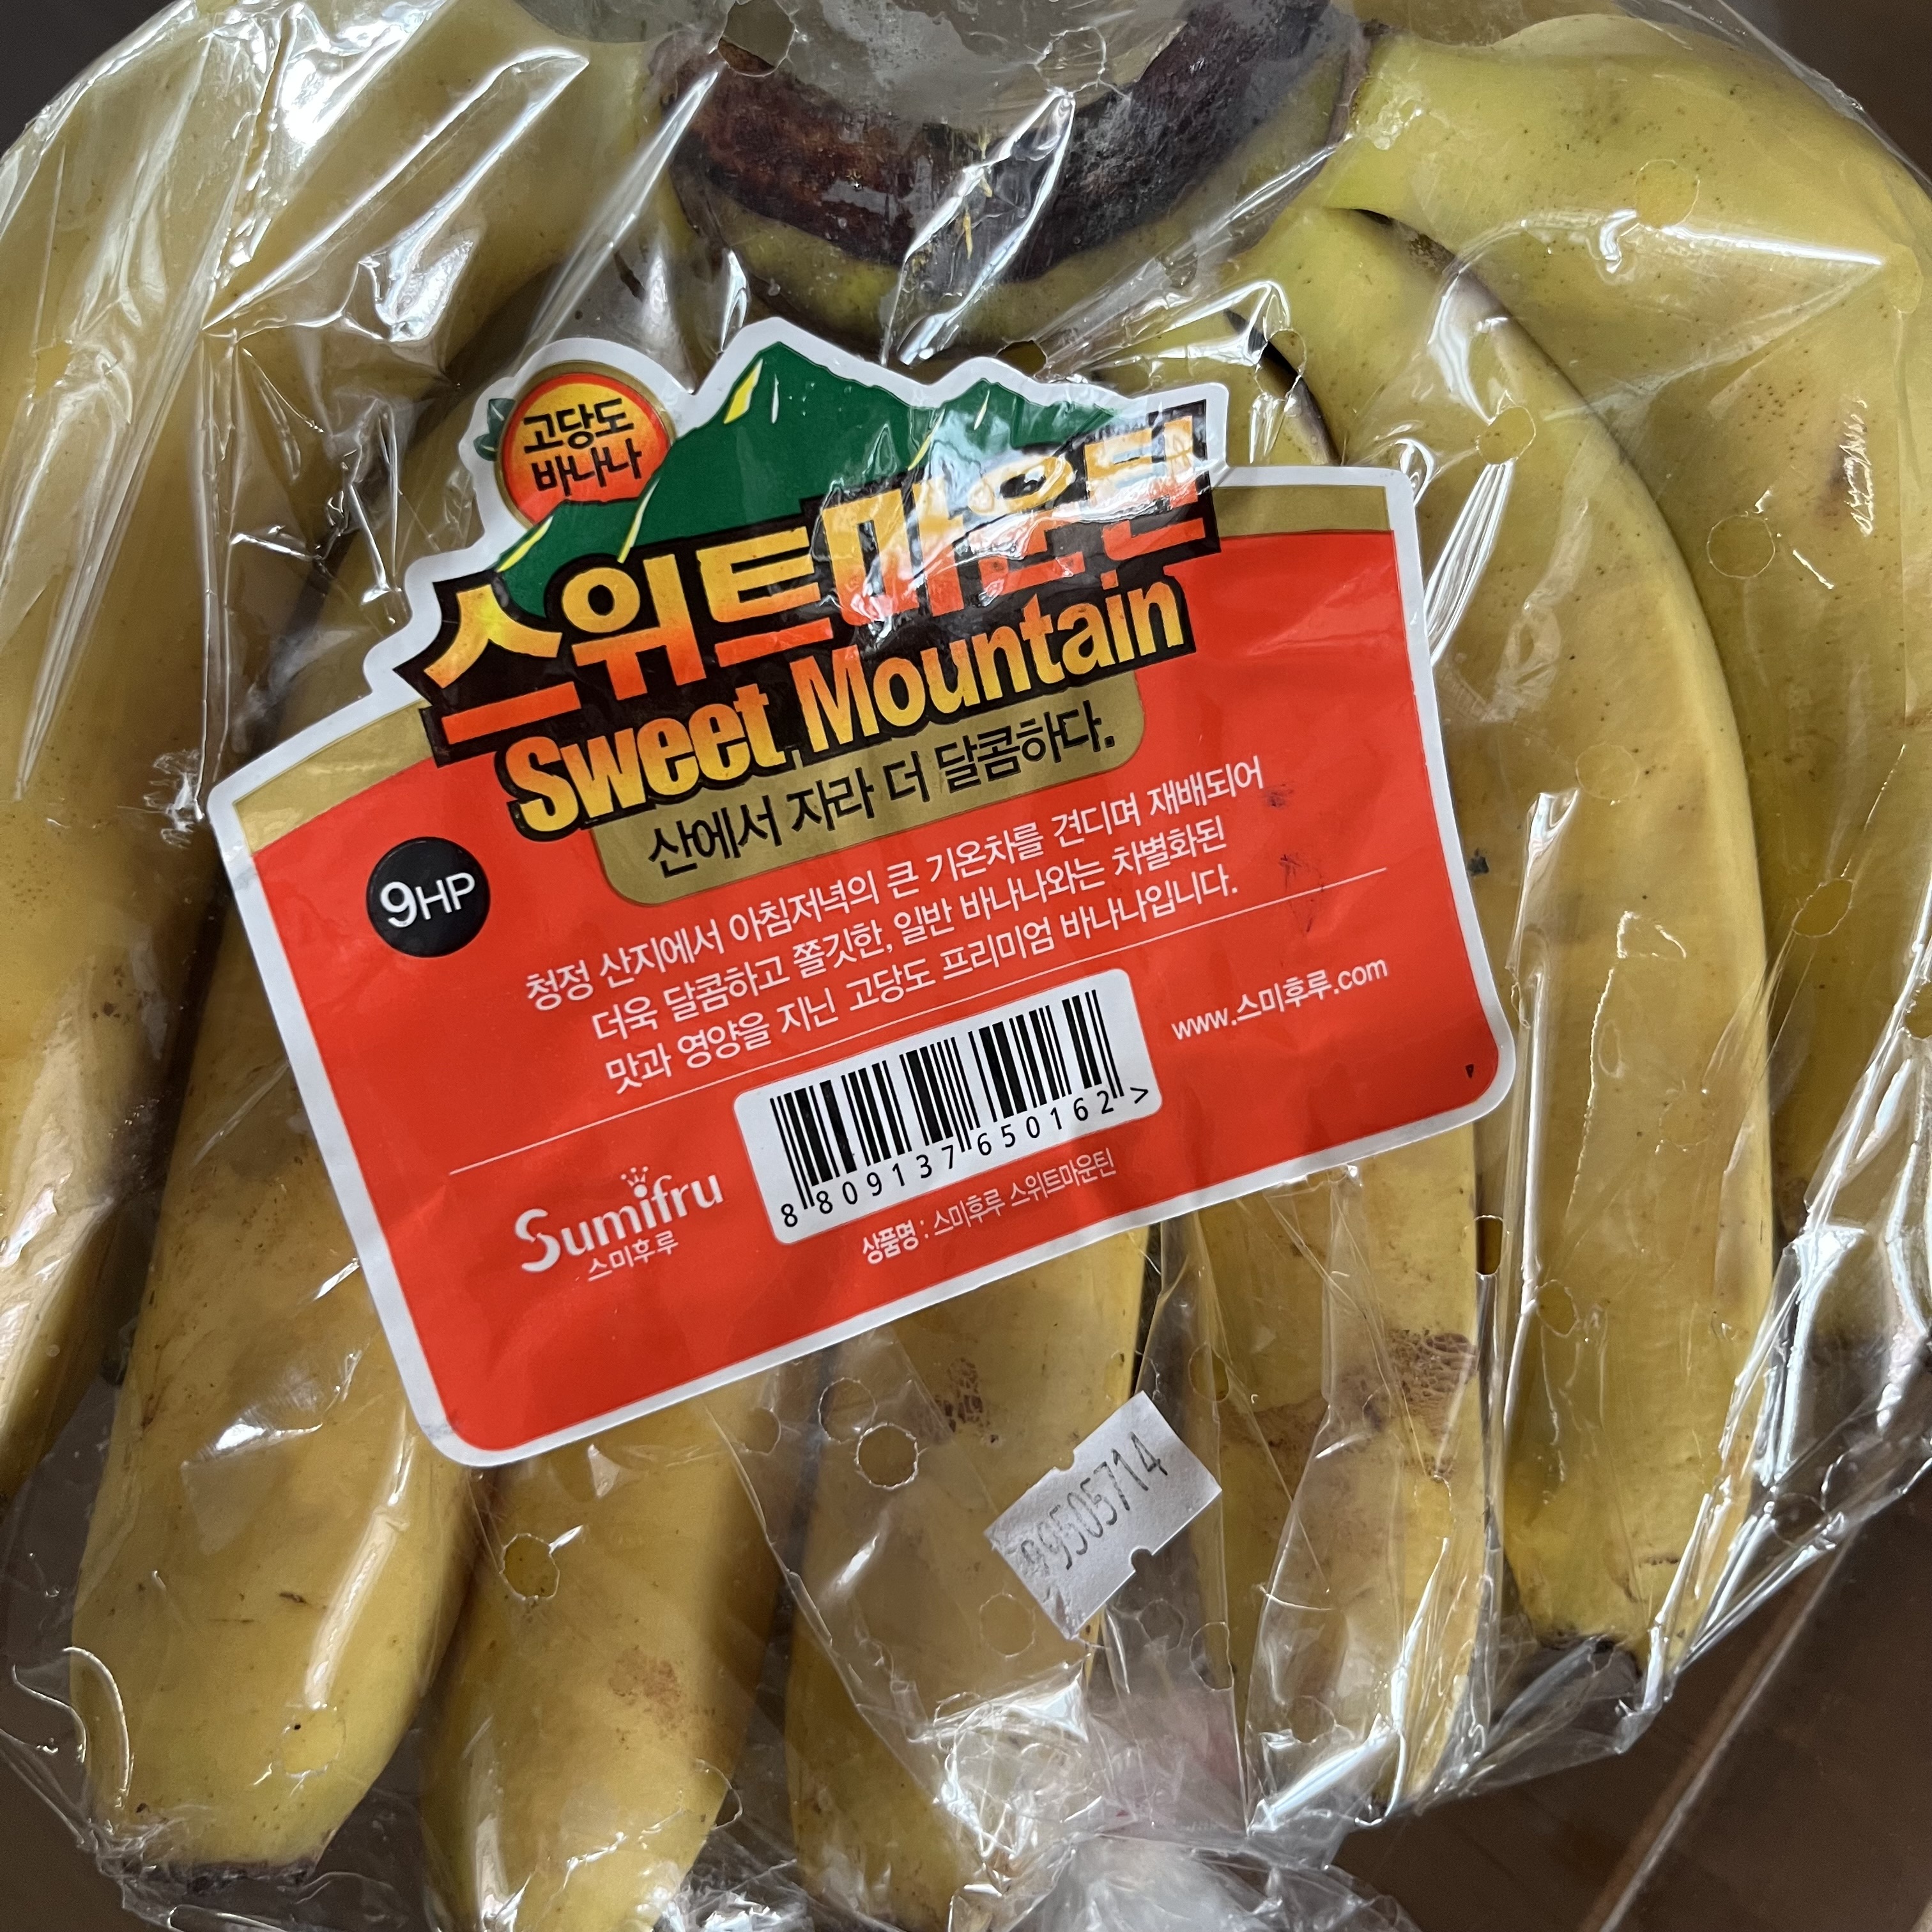 고당도
바나나
스위트마운틴
Sweet Mountain
산에서 자라 더 달콤하다.
9HP
청정 산지에서 아침저녁의 큰 기온차를 견디며 재배되어
더욱 달콤하고 쫄깃한, 일반 바나나와는 차별화된
맛과 영양을 지닌 고당도 프리미엄 바나나입니다.
www.스미후루.com
Sumifru
스미후루
8 809137 650162 >
상품명 : 스미후루 스위트마운틴
99505714